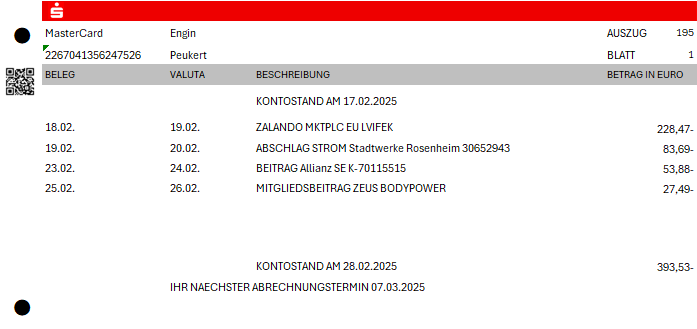 MasterCard Engin AUSZUG 195
2267041356247526 Peukert BLATT 1
BELEG VALUTA BESCHREIBUNG BETRAG IN EURO
KONTOSTAND AM 17.02.2025
18.02. 19.02. ZALANDO MKTPLC EU LVIFEK 228,47-
19.02. 20.02. ABSCHLAG STROM Stadtwerke Rosenheim 30652943 83,69-
23.02. 24.02. BEITRAG Allianz SE K-70115515 53,88-
25.02. 26.02. MITGLIEDSBEITRAG ZEUS BODYPOWER 27,49-
KONTOSTAND AM 28.02.2025 393,53-
IHR NAECHSTER ABRECHNUNGSTERMIN 07.03.2025